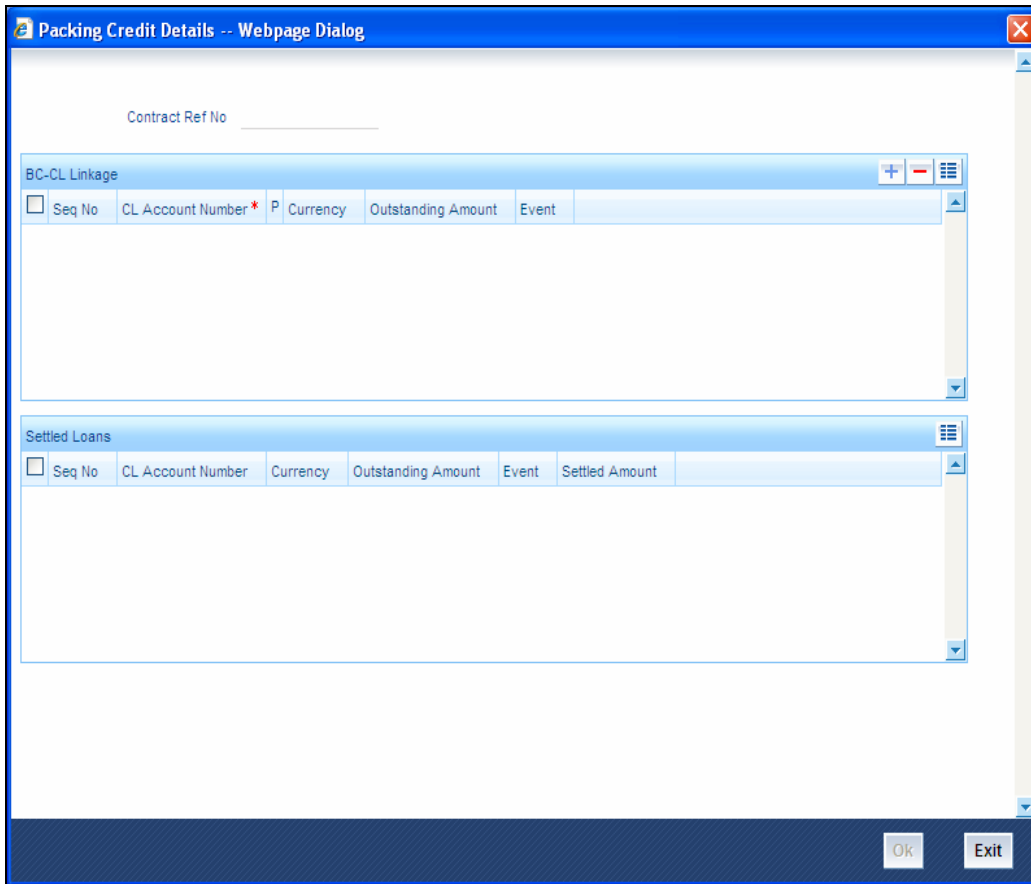 Packing Credit Details -- Webpage Dialog
Contract Ref No
BC-CL Linkage
Seq No CL Account Number * P Currency Outstanding Amount Event
Settled Loans
Seq No CL Account Number Currency Outstanding Amount Event Settled Amount
Ok Exit